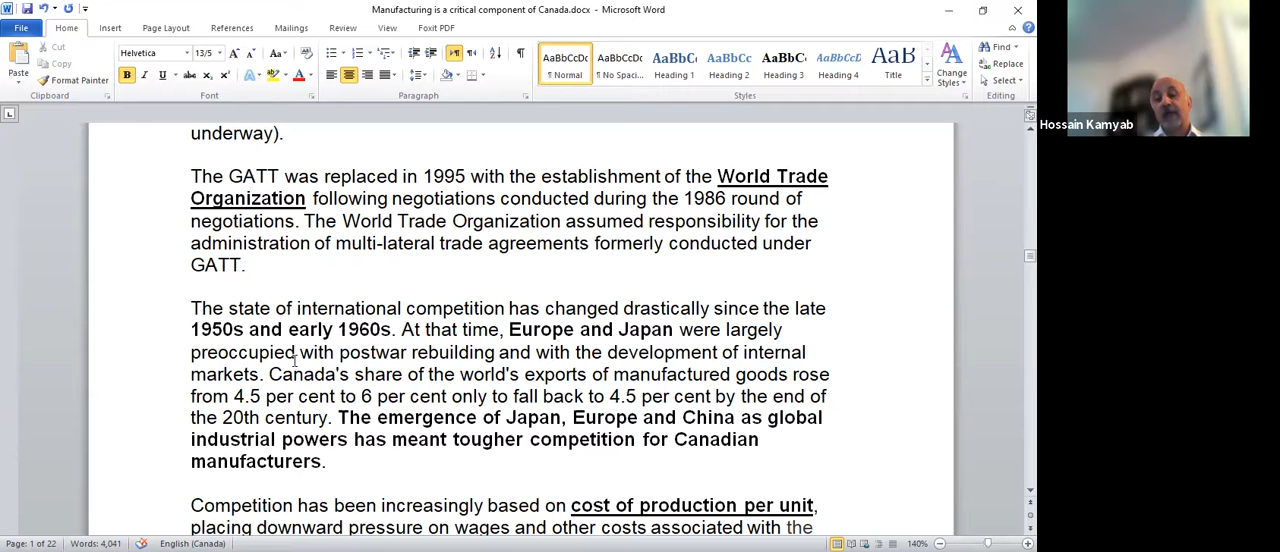 Manufacturing is a critical component of Canada.docx - Microsoft Word
File Home Insert Page Layout References Mailings Review View Foxit PDF
Cut
Copy
Format Painter
Paste
Clipboard
Helvetica 13/5
Font
Paragraph
AaBbCcDc AaBbCcDc AaBbC AaBbCc AaBbC AaBbCcD AaB
¶ Normal ¶ No Spaci... Heading 1 Heading 2 Heading 3 Heading 4 Title
Change
Styles
Styles
Find
Replace
Select
Editing
Hossain Kamyab
underway).
The GATT was replaced in 1995 with the establishment of the World Trade
Organization following negotiations conducted during the 1986 round of
negotiations. The World Trade Organization assumed responsibility for the
administration of multi-lateral trade agreements formerly conducted under
GATT.
The state of international competition has changed drastically since the late
1950s and early 1960s. At that time, Europe and Japan were largely
preoccupied with postwar rebuilding and with the development of internal
markets. Canada's share of the world's exports of manufactured goods rose
from 4.5 per cent to 6 per cent only to fall back to 4.5 per cent by the end of
the 20th century. The emergence of Japan, Europe and China as global
industrial powers has meant tougher competition for Canadian
manufacturers.
Competition has been increasingly based on cost of production per unit,
placing downward pressure on wages and other costs associated with the
Page: 1 of 22 Words: 4,041 English (Canada) 140%